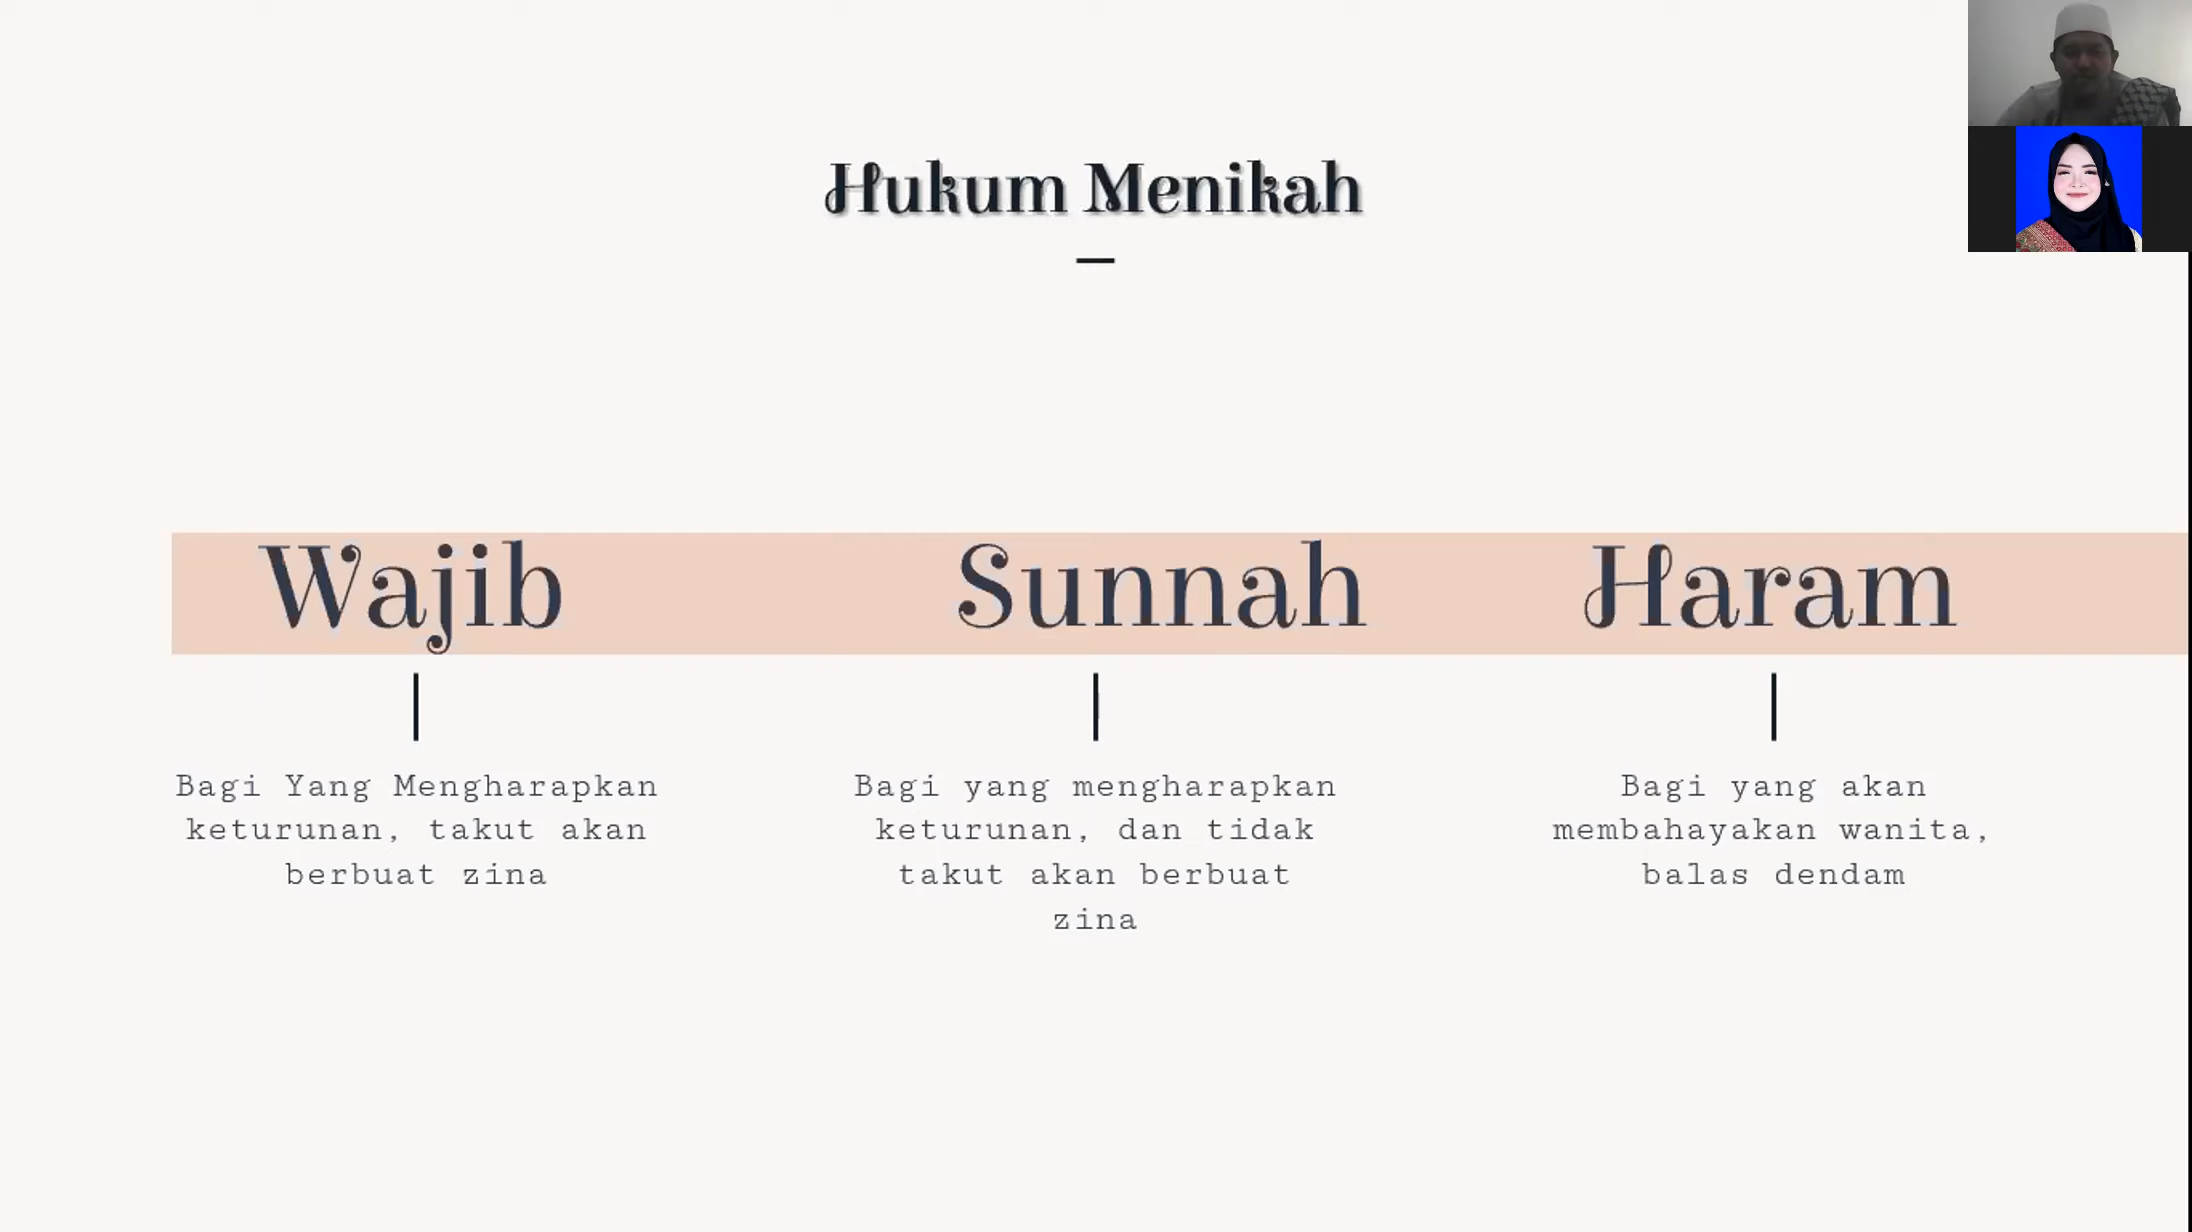 Hukum Menikah
Wajib
Bagi Yang Mengharapkan
keturunan, takut akan
berbuat zina
Sunnah
Bagi yang mengharapkan
keturunan, dan tidak
takut akan berbuat
zina
Haram
Bagi yang akan
membahayakan wanita,
balas dendam